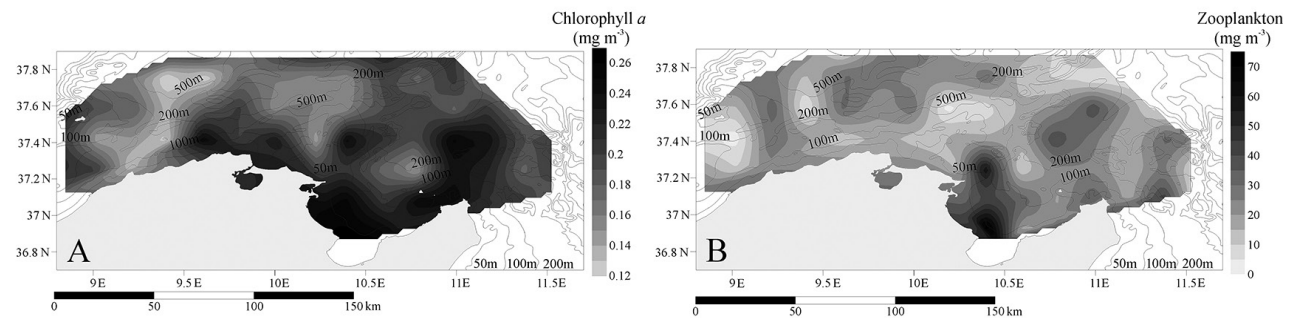 Chlorophyll a
(mg m-3)
37.8 N
37.6 N
37.4 N
37.2 N
37 N
36.8 N
500m
200m
500m
50m
200m
100m
100m
50m
200m
100m
A
50m 100m 200m
9E 9.5E 10E 10.5E 11E 11.5E
0 50 100 150 km
0.26
0.24
0.22
0.2
0.18
0.16
0.14
0.12
Zooplankton
(mg m-3)
37.8 N
37.6 N
37.4 N
37.2 N
37 N
36.8 N
200m
500m
500m
50m
200m
100m
100m
50m
200m
100m
B
50m 100m 200m
9E 9.5E 10E 10.5E 11E 11.5E
0 50 100 150 km
70
60
50
40
30
20
10
0